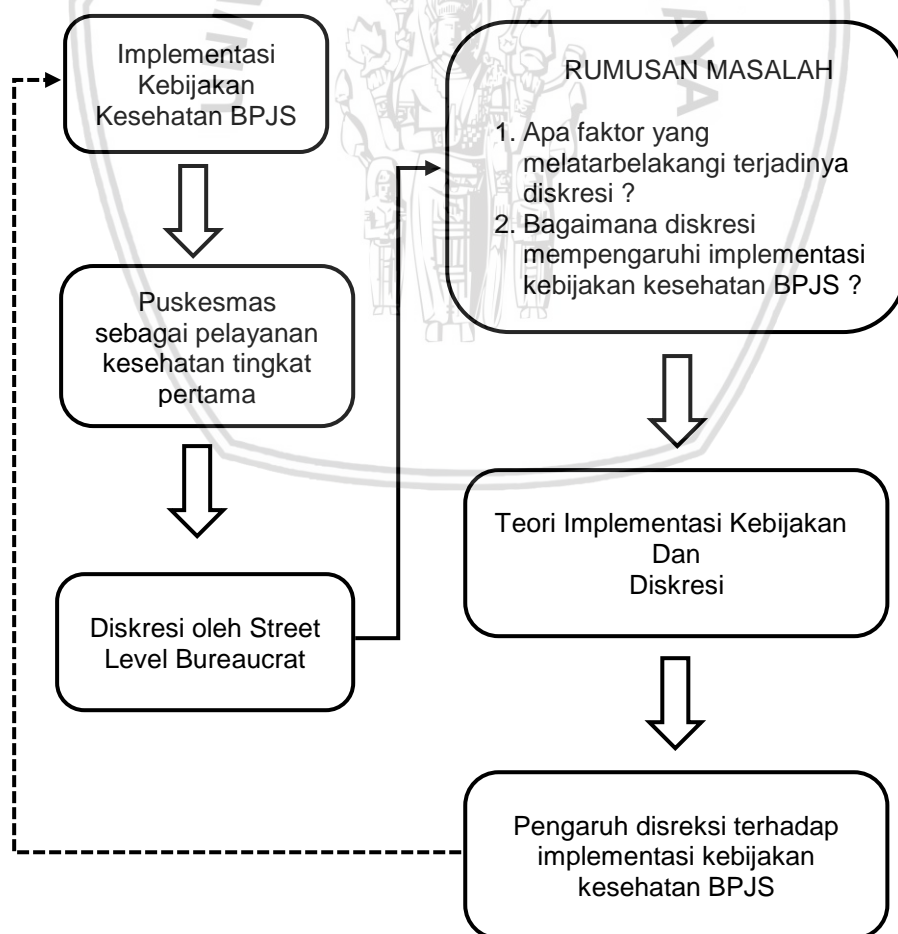 Implementasi
Kebijakan
Kesehatan BPJS
Puskesmas
sebagai pelayanan
kesehatan tingkat
pertama
Diskresi oleh Street
Level Bureaucrat
RUMUSAN MASALAH
1. Apa faktor yang
melatarbelakangi terjadinya
diskresi ?
2. Bagaimana diskresi
mempengaruhi implementasi
kebijakan kesehatan BPJS ?
Teori Implementasi Kebijakan
Dan
Diskresi
Pengaruh disreksi terhadap
implementasi kebijakan
kesehatan BPJS